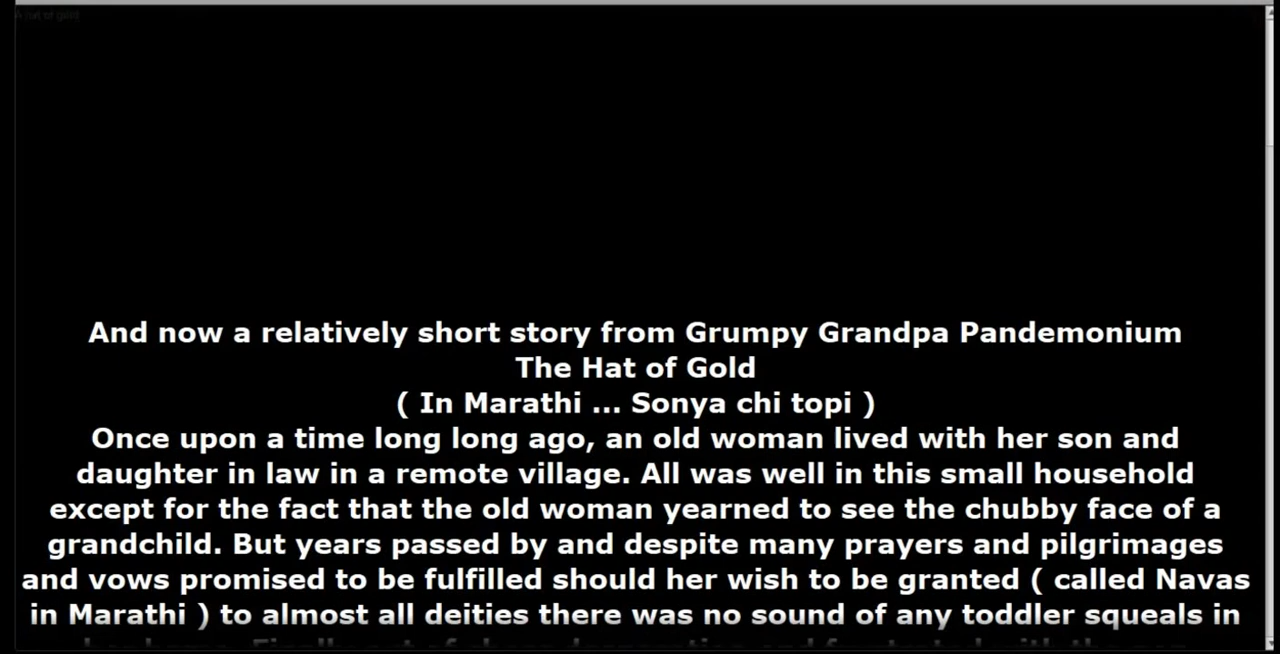 A hat of gold
And now a relatively short story from Grumpy Grandpa Pandemonium
The Hat of Gold
( In Marathi ... Sonya chi topi )
Once upon a time long long ago, an old woman lived with her son and
daughter in law in a remote village. All was well in this small household
except for the fact that the old woman yearned to see the chubby face of a
grandchild. But years passed by and despite many prayers and pilgrimages
and vows promised to be fulfilled should her wish to be granted ( called Navas
in Marathi ) to almost all deities there was no sound of any toddler squeals in